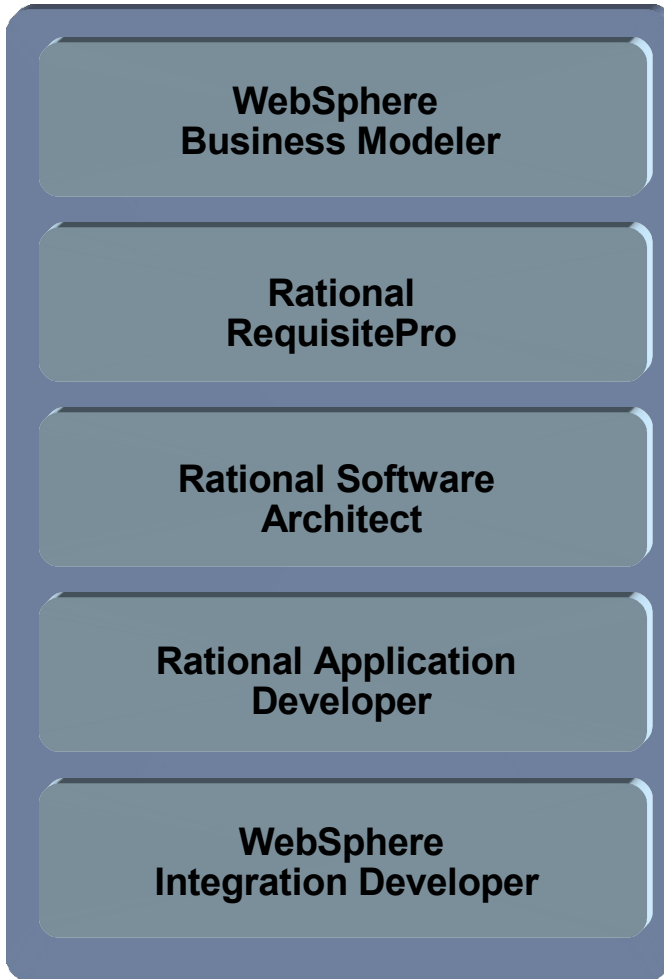 WebSphere
Business Modeler
Rational
RequisitePro
Rational Software
Architect
Rational Application
Developer
WebSphere
Integration Developer